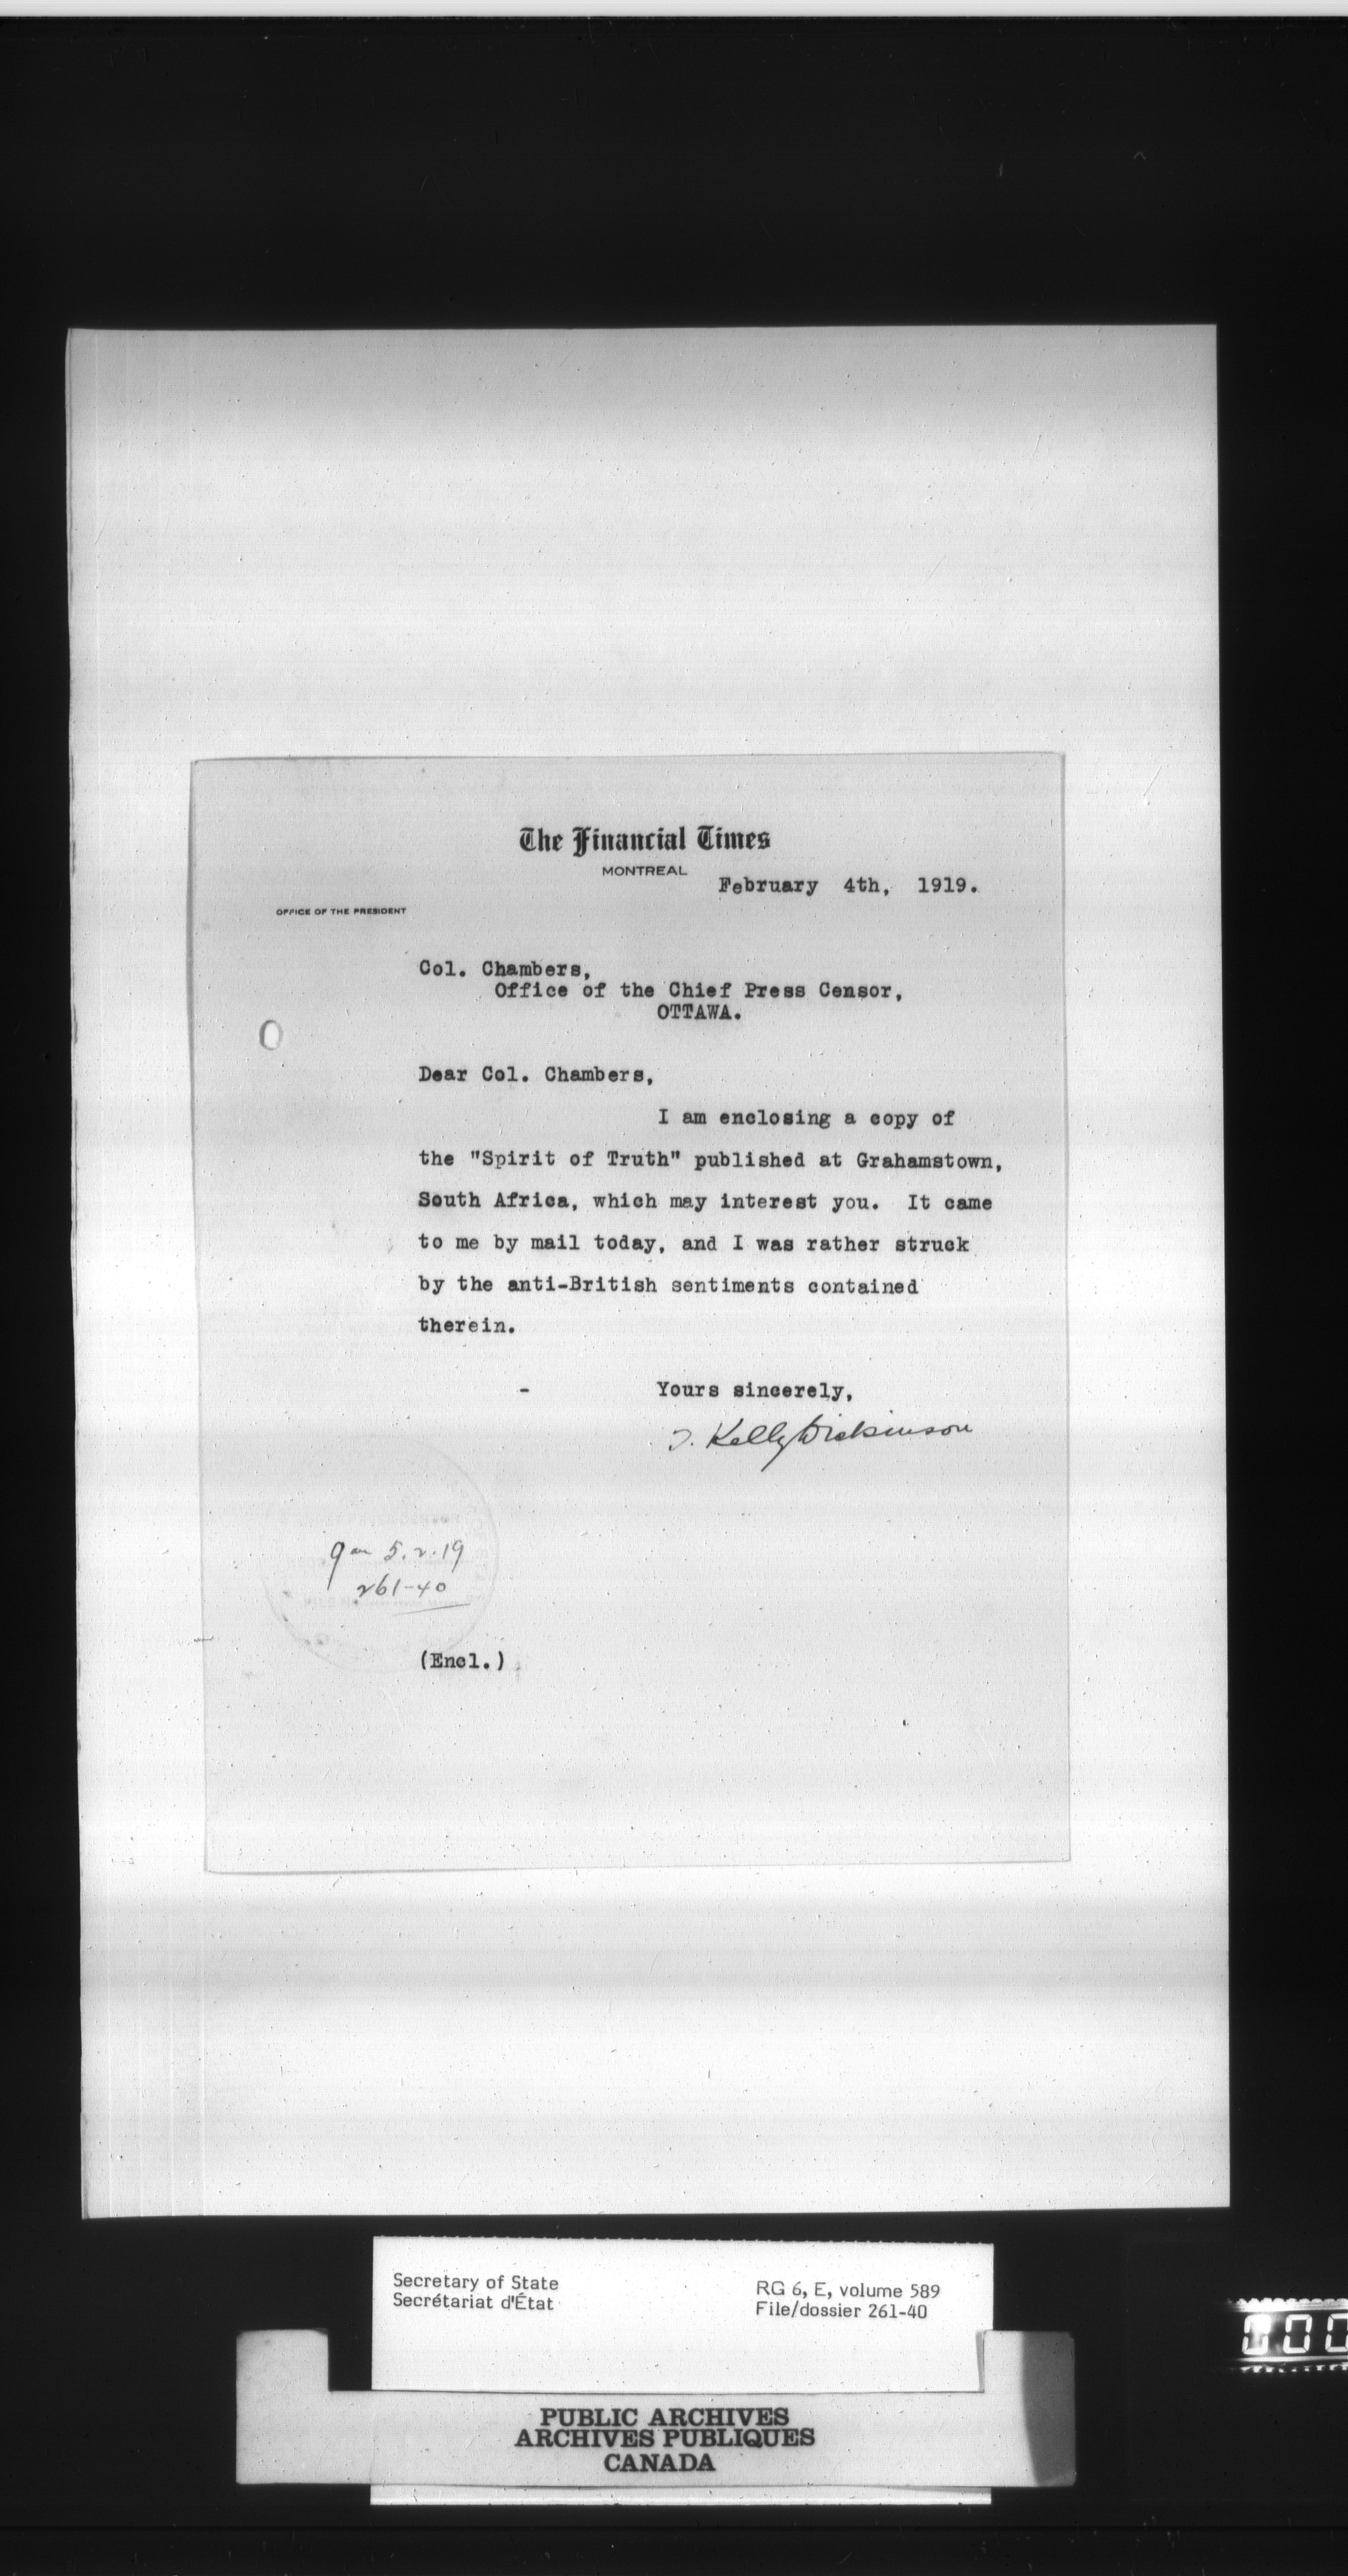 The Financial Times
MONTREAL
February 4th, 1919.
OFFICE OF THE PRESIDENT
Col. Chambers,
Office of the Chief Press Censor,
OTTAWA.
Dear Col. Chambers,
I am enclosing a copy of
the "Spirit of Truth" published at Grahamstown,
South Africa, which may interest you. It came
to me by mail today, and I was rather struck
by the anti-British sentiments contained
therein.
- Yours sincerely,
Kelly Dickinson
5.2.19
261-40
(Encl.)
Secretary of State
Secrétariat d'État
RG 6, E, volume 589
File/dossier 261-40
PUBLIC ARCHIVES
ARCHIVES PUBLIQUES
CANADA
000